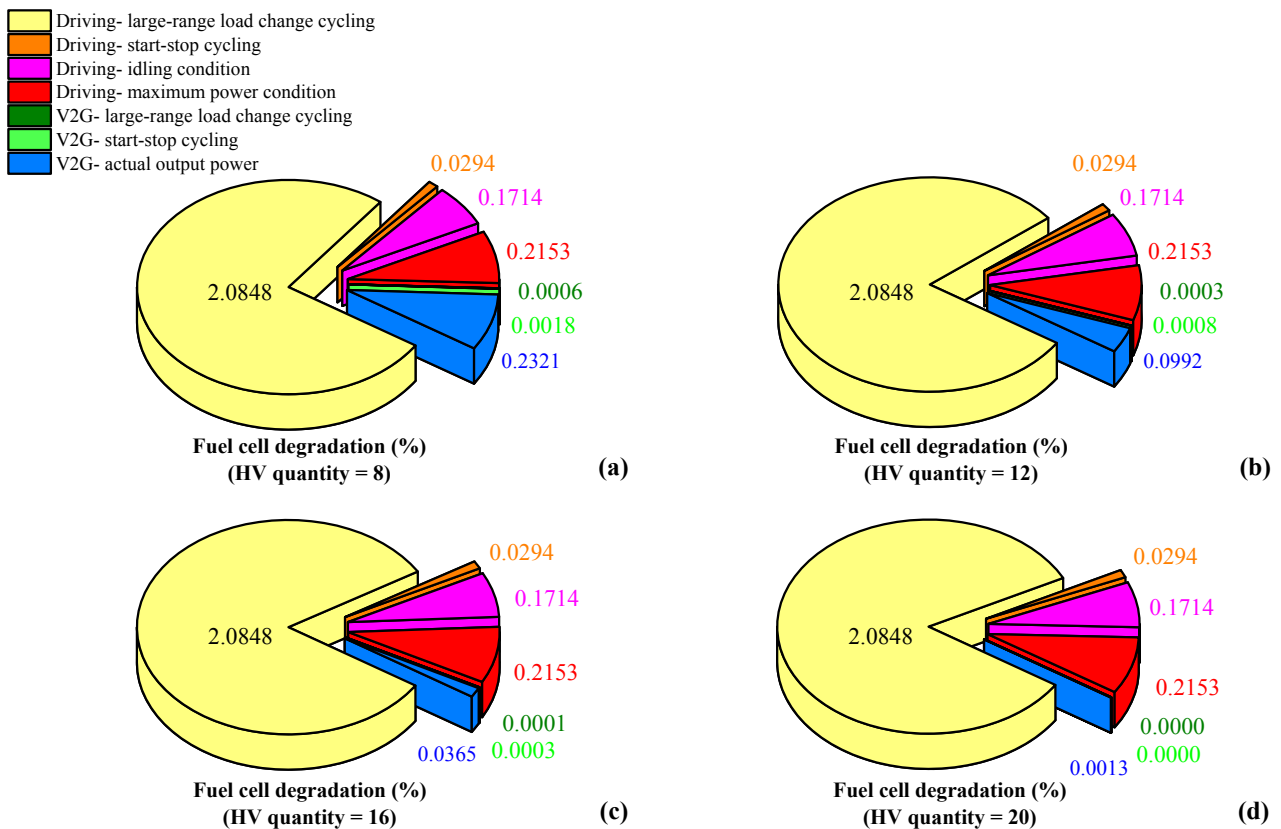 Driving- large-range load change cycling
Driving- start-stop cycling
Driving- idling condition
Driving- maximum power condition
V2G- large-range load change cycling
V2G- start-stop cycling
V2G- actual output power
2.0848
0.0294
0.1714
0.2153
0.0006
0.0018
0.2321
Fuel cell degradation (%)
(HV quantity = 8)
(a)
2.0848
0.0294
0.1714
0.2153
0.0003
0.0008
0.0992
Fuel cell degradation (%)
(HV quantity = 12)
(b)
2.0848
0.0294
0.1714
0.2153
0.0001
0.0003
0.0365
Fuel cell degradation (%)
(HV quantity = 16)
(c)
2.0848
0.0294
0.1714
0.2153
0.0000
0.0000
0.0013
Fuel cell degradation (%)
(HV quantity = 20)
(d)